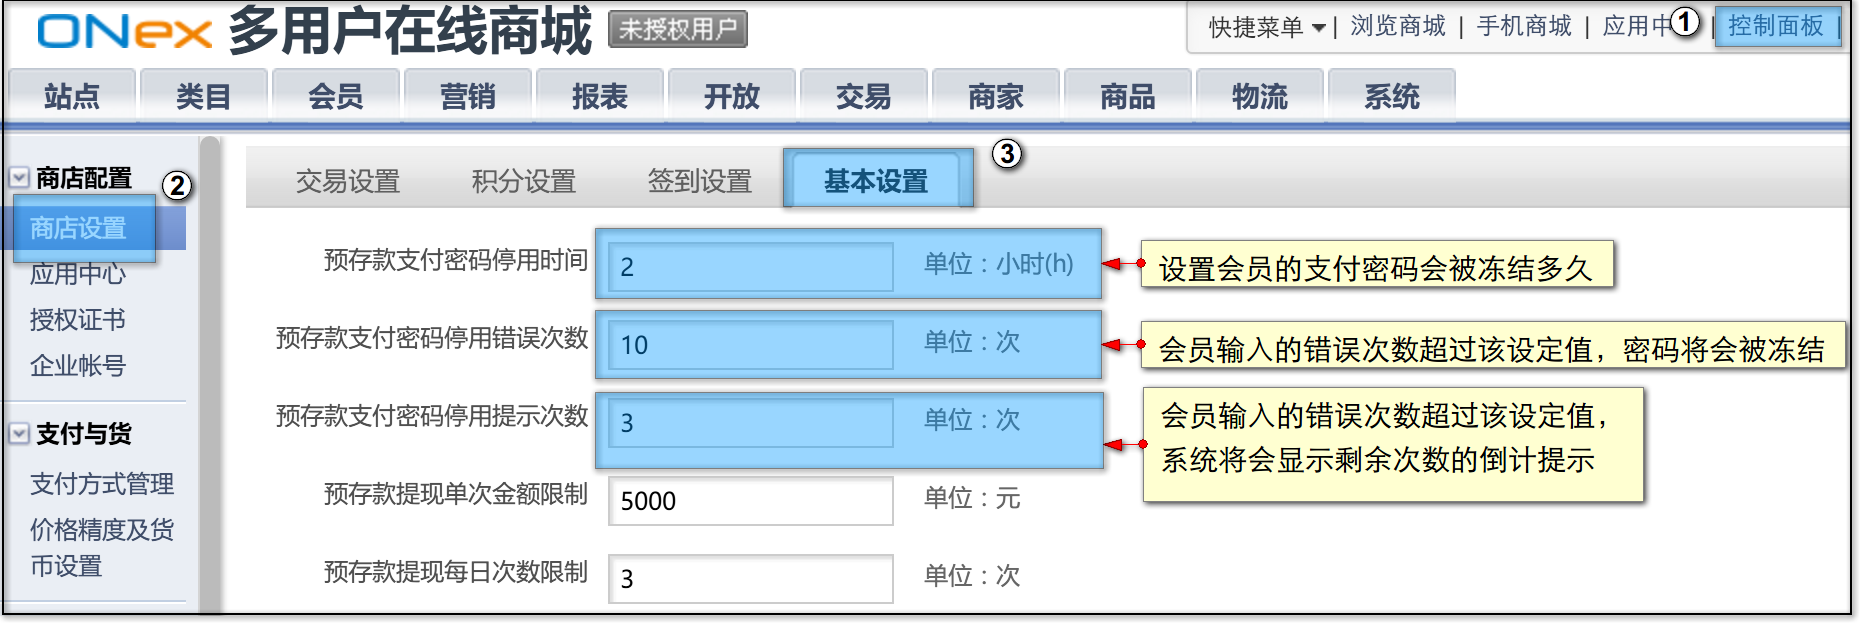 ONex 多用户在线商城 未授权用户
快捷菜单 | 浏览商城 | 手机商城 | 应用中 ① | 控制面板 |
站点 类目 会员 营销 报表 开放 交易 商家 商品 物流 系统
商店配置 ②
商店设置
应用中心
授权证书
企业帐号
支付与货
支付方式管理
价格精度及货
币设置
交易设置 积分设置 签到设置 基本设置 ③
预存款支付密码停用时间 2 单位：小时(h) 设置会员的支付密码会被冻结多久
预存款支付密码停用错误次数 10 单位：次 会员输入的错误次数超过该设定值，密码将会被冻结
预存款支付密码停用提示次数 3 单位：次 会员输入的错误次数超过该设定值，
系统将会显示剩余次数的倒计提示
预存款提现单次金额限制 5000 单位：元
预存款提现每日次数限制 3 单位：次